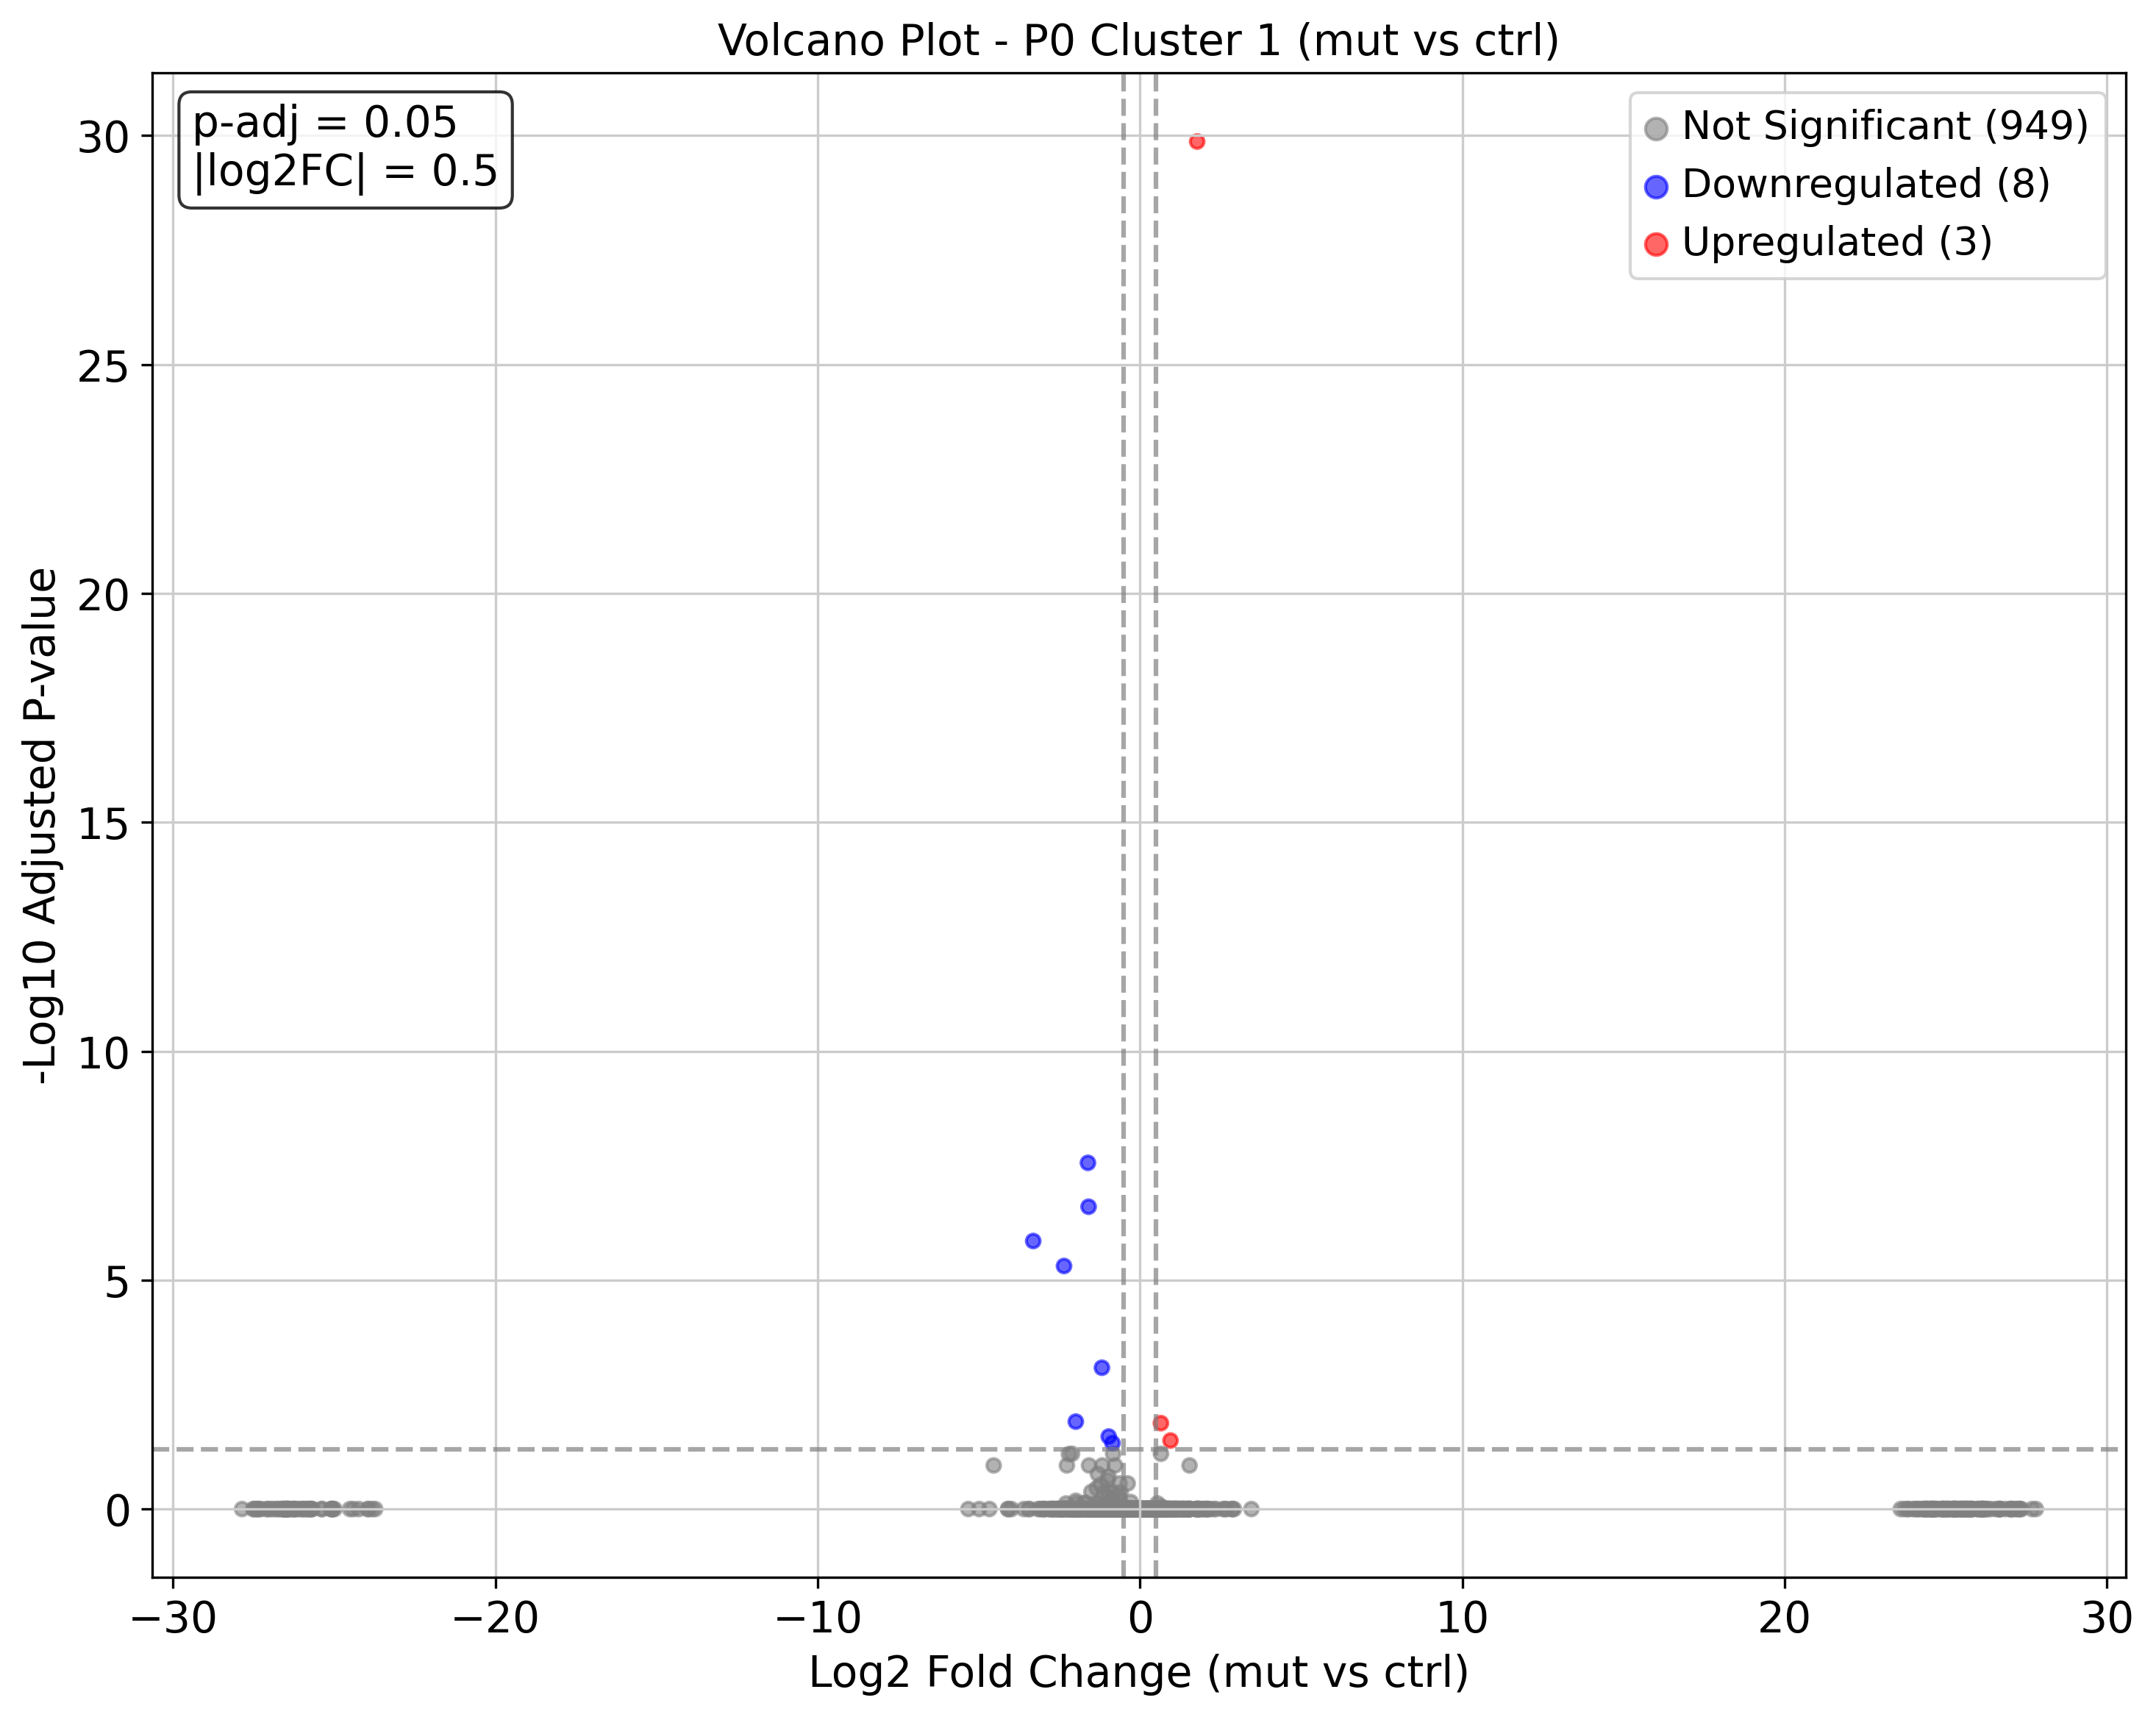 Volcano Plot - P0 Cluster 1 (mut vs ctrl)
p-adj = 0.05
|log2FC| = 0.5
Not Significant (949)
Downregulated (8)
Upregulated (3)
-Log10 Adjusted P-value
30
25
20
15
10
5
0
−30 −20 −10 0 10 20 30
Log2 Fold Change (mut vs ctrl)